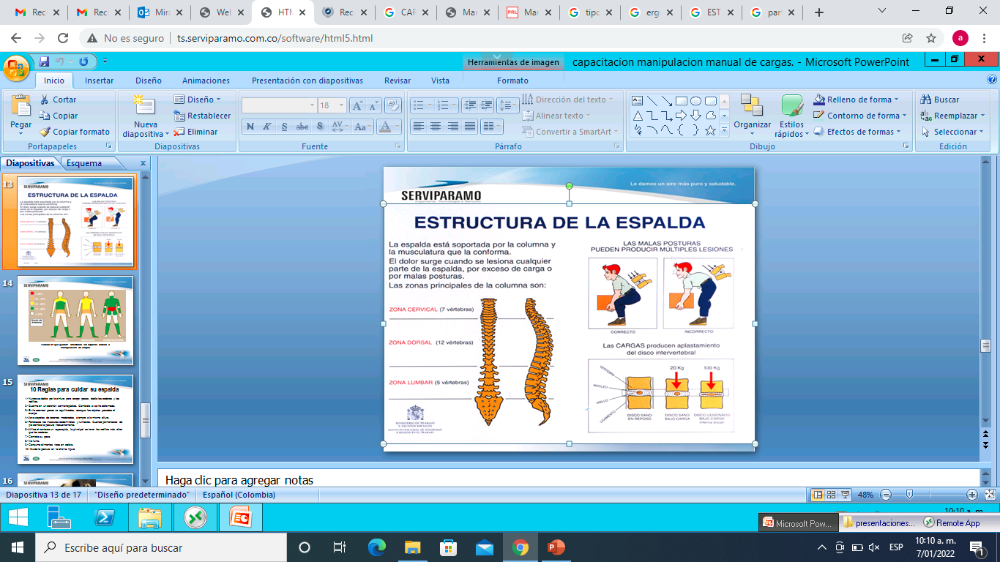 Rec
Rec
Mira
Web
HTM
Rec
CAR
Mar
PRL
Mar
tipo
erg
EST
part
No es seguro
ts.serviparamo.com.co/software/html5.html
a
Herramientas de imagen
capacitacion manipulacion manual de cargas. - Microsoft PowerPoint
Inicio
Insertar
Diseño
Animaciones
Presentación con diapositivas
Revisar
Vista
Formato
Pegar
Cortar
Copiar
Copiar formato
Portapapeles
Nueva
diapositiva
Diseño
Restablecer
Eliminar
Diapositivas
18
N K S abc S AV Aa A
Fuente
Dirección del texto
Alinear texto
Convertir a SmartArt
Párrafo
Organizar
Estilos
rápidos
Relleno de forma
Contorno de forma
Efectos de formas
Dibujo
Buscar
Reemplazar
Seleccionar
Edición
Diapositivas
Esquema
x
13
SERVIPARAMO
ESTRUCTURA DE LA ESPALDA
14
SERVIPARAMO
15
SERVIPARAMO
10 Reglas para cuidar su espalda
16
SERVIPARAMO
SERVIPARAMO
Le damos un aire más puro y saludable.
ESTRUCTURA DE LA ESPALDA
La espalda está soportada por la columna y
la musculatura que la conforma.
El dolor surge cuando se lesiona cualquier
parte de la espalda, por exceso de carga o
por malas posturas.
Las zonas principales de la columna son:
ZONA CERVICAL (7 vértebras)
ZONA DORSAL (12 vértebras)
ZONA LUMBAR (5 vértebras)
MINISTERIO DE TRABAJO
Y ASUNTOS SOCIALES
INSTITUTO NACIONAL DE SEGURIDAD
E HIGIENE EN EL TRABAJO
LAS MALAS POSTURAS
PUEDEN PRODUCIR MÚLTIPLES LESIONES
CORRECTO
INCORRECTO
Las CARGAS producen aplastamiento
del disco intervertebral
20 Kg
100 Kg
VERTEBRA
NÚCLEO
ANILLO
LIGAMENTO
DISCO SANO
EN REPOSO
DISCO SANO
BAJO CARGA
DISCO LESIONADO
BAJO CARGA
(Hernia discal)
Haga clic para agregar notas
Diapositiva 13 de 17
"Diseño predeterminado"
Español (Colombia)
48%
10:10 a. m.
Microsoft Pow...
presentaciones...
Remote App
Escribe aquí para buscar
ESP
10:10 a. m.
7/01/2022
1